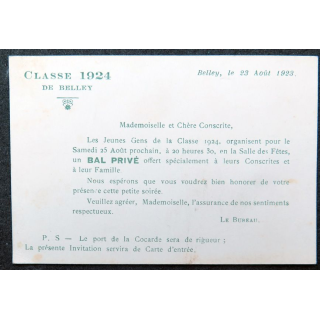 CLASSE 1924
DE BELLEY
Belley, le 23 Août 1923.
Mademoiselle et Chère Conscrite,
Les Jeunes Gens de la Classe 1924, organisent pour le
Samedi 25 Août prochain, à 20 heures 30, en la Salle des Fêtes,
un BAL PRIVÉ offert spécialement à leurs Conscrites et
à leur Famille.
Nous espérons que vous voudrez bien honorer de votre
présence cette petite soirée.
Veuillez agréer, Mademoiselle, l'assurance de nos sentiments
respectueux.
LE BUREAU.
P. S. — Le port de la Cocarde sera de rigueur :
La présente Invitation servira de Carte d'entrée.